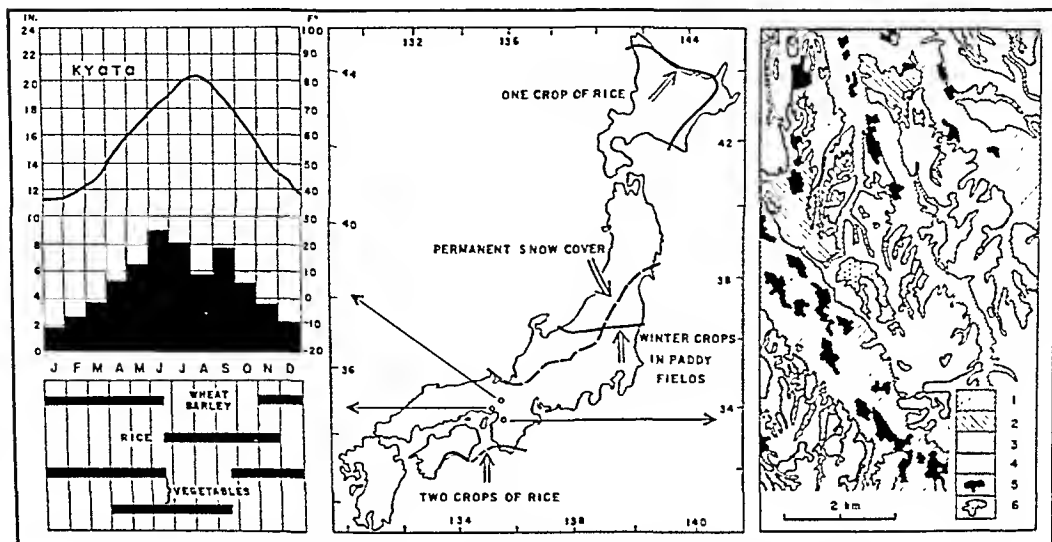 IN. F°
24 100
22 90
KYATA
20 80
18 70
16 60
14 50
12 40
10 30
8 20
6 10
4 0
2 -10
0 -20
J F M A M J J A S O N D
WHEAT
BARLEY
RICE
VEGETABLES
132 136 144
44
ONE CROP OF RICE
42
40
PERMANENT SNOW COVER
38
WINTER CROPS
IN PADDY
FIELDS
36
34
TWO CROPS OF RICE
134 138 140
1
2
3
4
5
6
2 km